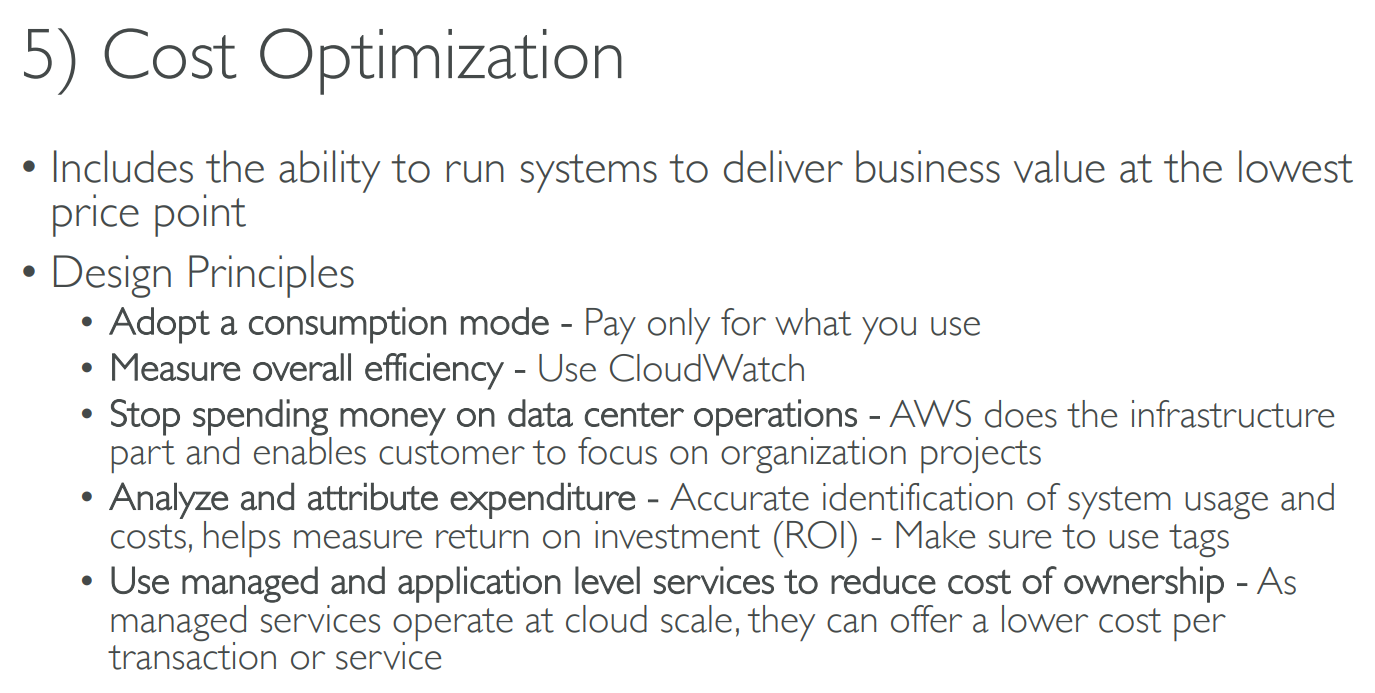 5) Cost Optimization
• Includes the ability to run systems to deliver business value at the lowest
price point
• Design Principles
• Adopt a consumption mode - Pay only for what you use
• Measure overall efficiency - Use CloudWatch
• Stop spending money on data center operations - AWS does the infrastructure
part and enables customer to focus on organization projects
• Analyze and attribute expenditure - Accurate identification of system usage and
costs, helps measure return on investment (ROI) - Make sure to use tags
• Use managed and application level services to reduce cost of ownership - As
managed services operate at cloud scale, they can offer a lower cost per
transaction or service